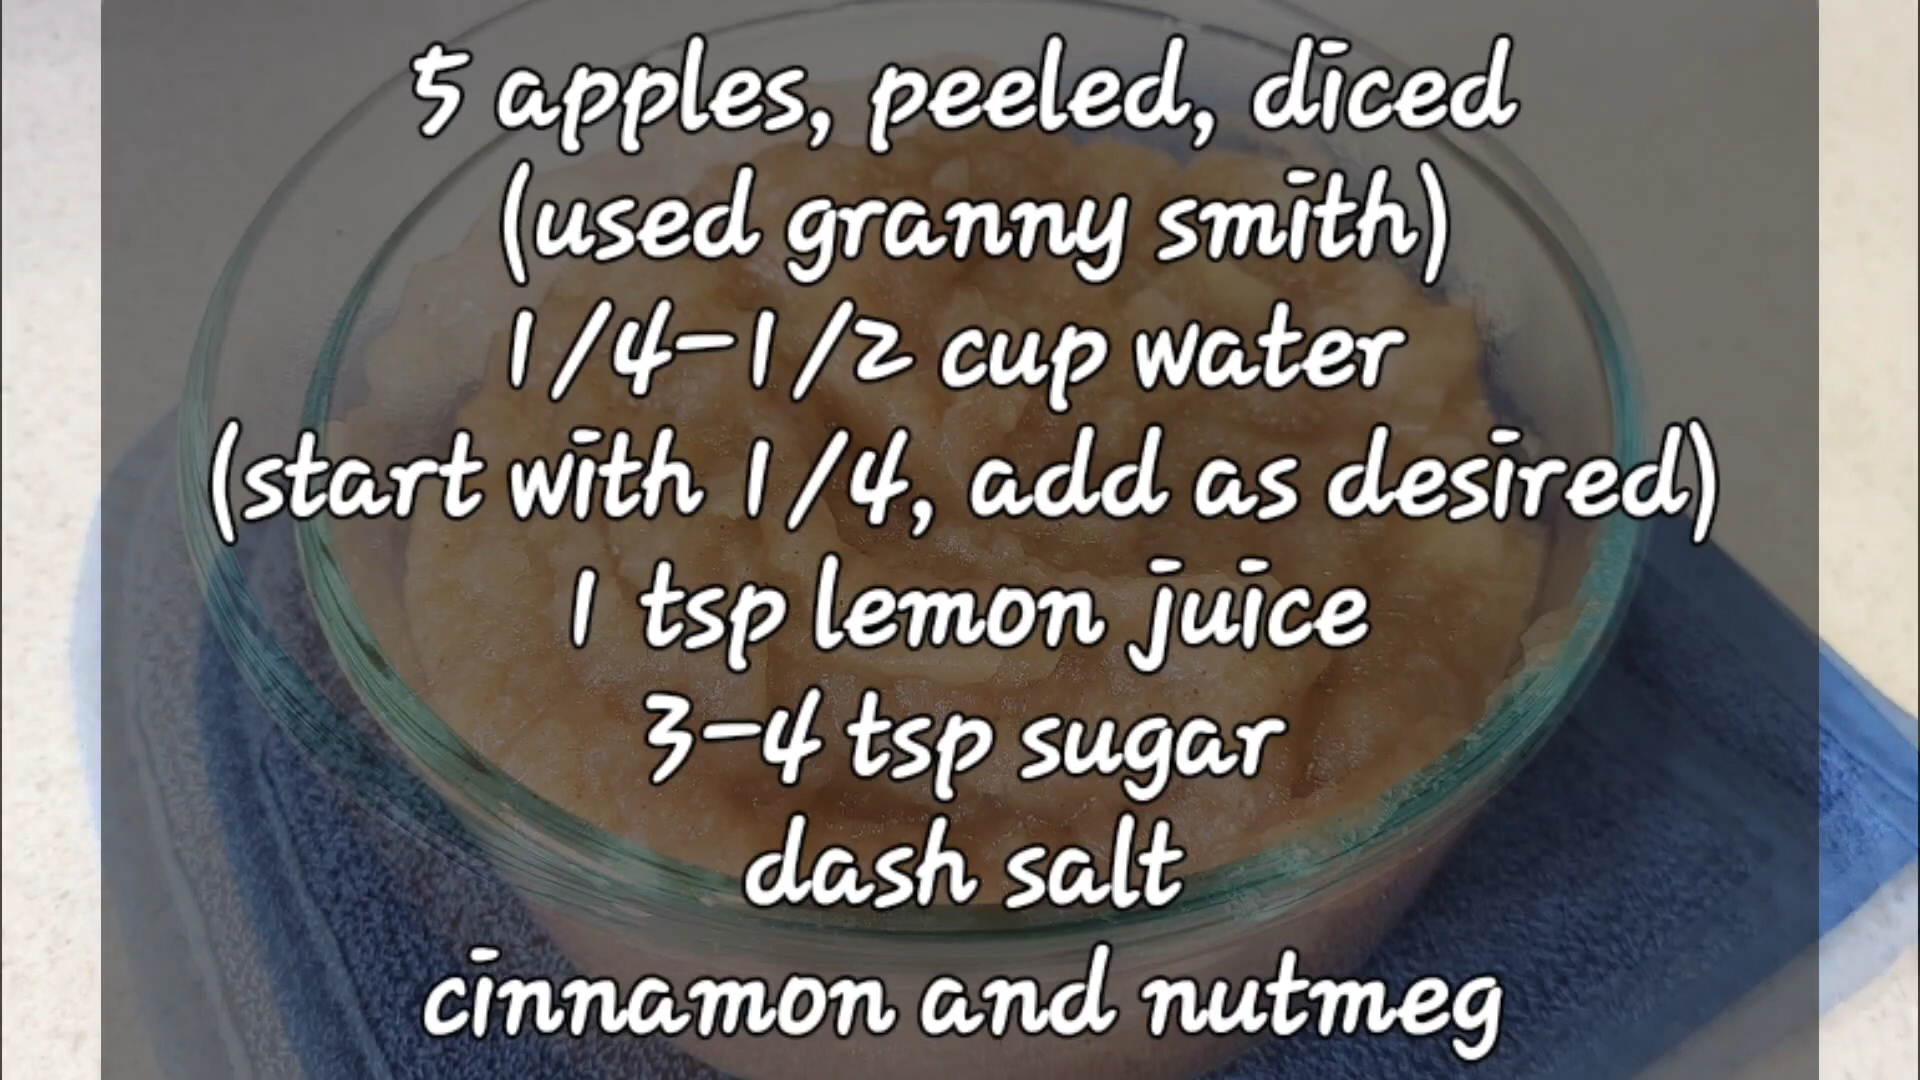 5 apples, peeled, diced
(used granny smith)
1/4-1/2 cup water
(start with 1/4, add as desired)
1 tsp lemon juice
3-4 tsp sugar
dash salt
cinnamon and nutmeg